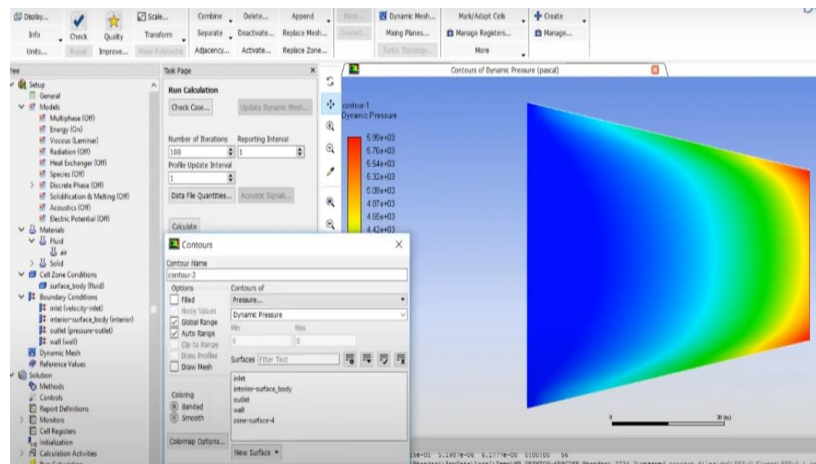 Display...
Scale...
Combine
Delete...
Append
Mesh...
Dynamic Mesh...
Mark/Adapt Cells
Create
Info
Check
Quality
Transform
Separate
Deactivate...
Replace Mesh...
Overset...
Mixing Planes...
Manage Registers...
Manage...
Units...
Repair
Improve...
Make Polyhedra
Adjacency...
Activate...
Replace Zone...
Turbo Topology...
More
Tree
Task Page
Contours of Dynamic Pressure (pascal)
Setup
General
Models
Multiphase (Off)
Energy (On)
Viscous (Laminar)
Radiation (Off)
Heat Exchanger (Off)
Species (Off)
Discrete Phase (Off)
Solidification & Melting (Off)
Acoustics (Off)
Electric Potential (Off)
Materials
Fluid
air
Solid
Cell Zone Conditions
surface_body (fluid)
Boundary Conditions
inlet (velocity-inlet)
interior-surface_body (interior)
outlet (pressure-outlet)
wall (wall)
Dynamic Mesh
Reference Values
Solution
Methods
Controls
Report Definitions
Monitors
Cell Registers
Initialization
Calculation Activities
Run Calculation
Run Calculation
Check Case...
Update Dynamic Mesh...
Number of Iterations
Reporting Interval
100
1
Profile Update Interval
1
Data File Quantities...
Acoustic Signals...
Calculate
contour-1
Dynamic Pressure
5.99e+03
5.76e+03
5.54e+03
5.32e+03
5.09e+03
4.87e+03
4.65e+03
4.42e+03
Contours
Contour Name
contour-2
Options
Contours of
Filled
Pressure...
Node Values
Dynamic Pressure
Global Range
Auto Range
Min
Max
0
0
Clip to Range
Draw Profiles
Draw Mesh
Surfaces
Filter Text
inlet
interior-surface_body
outlet
wall
zone-surface-4
Coloring
Banded
Smooth
Colormap Options...
New Surface
0